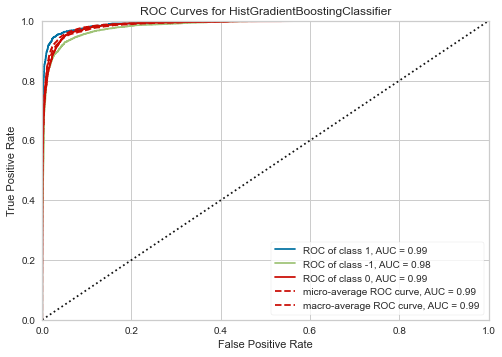 ROC Curves for HistGradientBoostingClassifier
1.0
0.8
0.6
0.4
0.2
0.0
True Positive Rate
ROC of class 1, AUC = 0.99
ROC of class -1, AUC = 0.98
ROC of class 0, AUC = 0.99
micro-average ROC curve, AUC = 0.99
macro-average ROC curve, AUC = 0.99
0.0 0.2 0.4 0.6 0.8 1.0
False Positive Rate